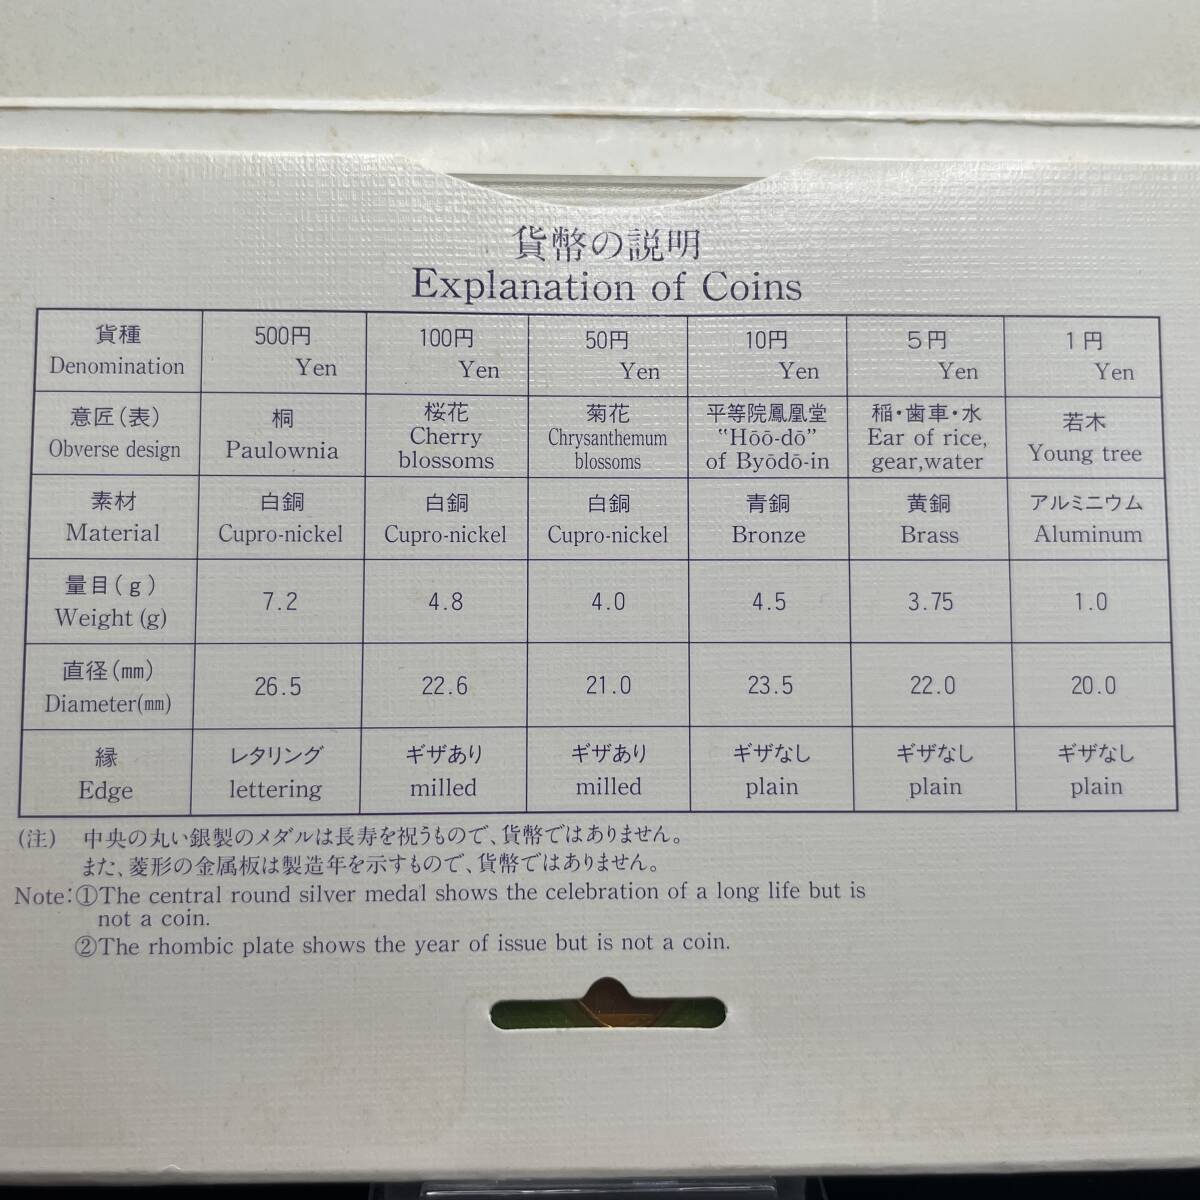 貨幣の説明
Explanation of Coins
貨種 500円 100円 50円 10円 5円 1円
Denomination Yen Yen Yen Yen Yen Yen
意匠(表) 桐 桜花 菊花 平等院鳳凰堂 稲・歯車・水 若木
Obverse design Paulownia Cherry blossoms Chrysanthemum blossoms "Hōō-dō" of Byōdō-in Ear of rice, gear,water Young tree
素材 白銅 白銅 白銅 青銅 黄銅 アルミニウム
Material Cupro-nickel Cupro-nickel Cupro-nickel Bronze Brass Aluminum
量目(g)
Weight (g) 7.2 4.8 4.0 4.5 3.75 1.0
直径(㎜)
Diameter(㎜) 26.5 22.6 21.0 23.5 22.0 20.0
縁 レタリング ギザあり ギザあり ギザなし ギザなし ギザなし
Edge lettering milled milled plain plain plain
(注) 中央の丸い銀製のメダルは長寿を祝うもので、貨幣ではありません。
また、菱形の金属板は製造年を示すもので、貨幣ではありません。
Note:①The central round silver medal shows the celebration of a long life but is
not a coin.
②The rhombic plate shows the year of issue but is not a coin.